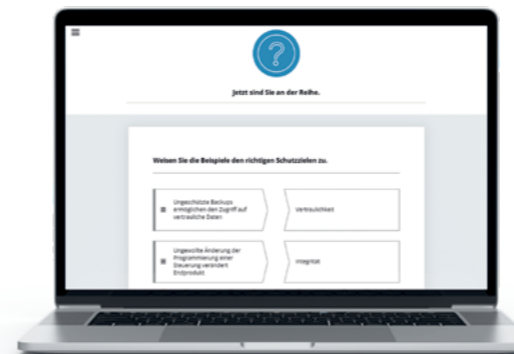 ?
Jetzt sind Sie an der Reihe.
Weisen Sie die Beispiele den richtigen Schutzzielen zu.
Ungeschützte Backups
ermöglichen den Zugriff auf
vertrauliche Daten
Vertraulichkeit
Ungewollte Änderung der
Programmierung einer
Steuerung verändert
Endprodukt
Integrität